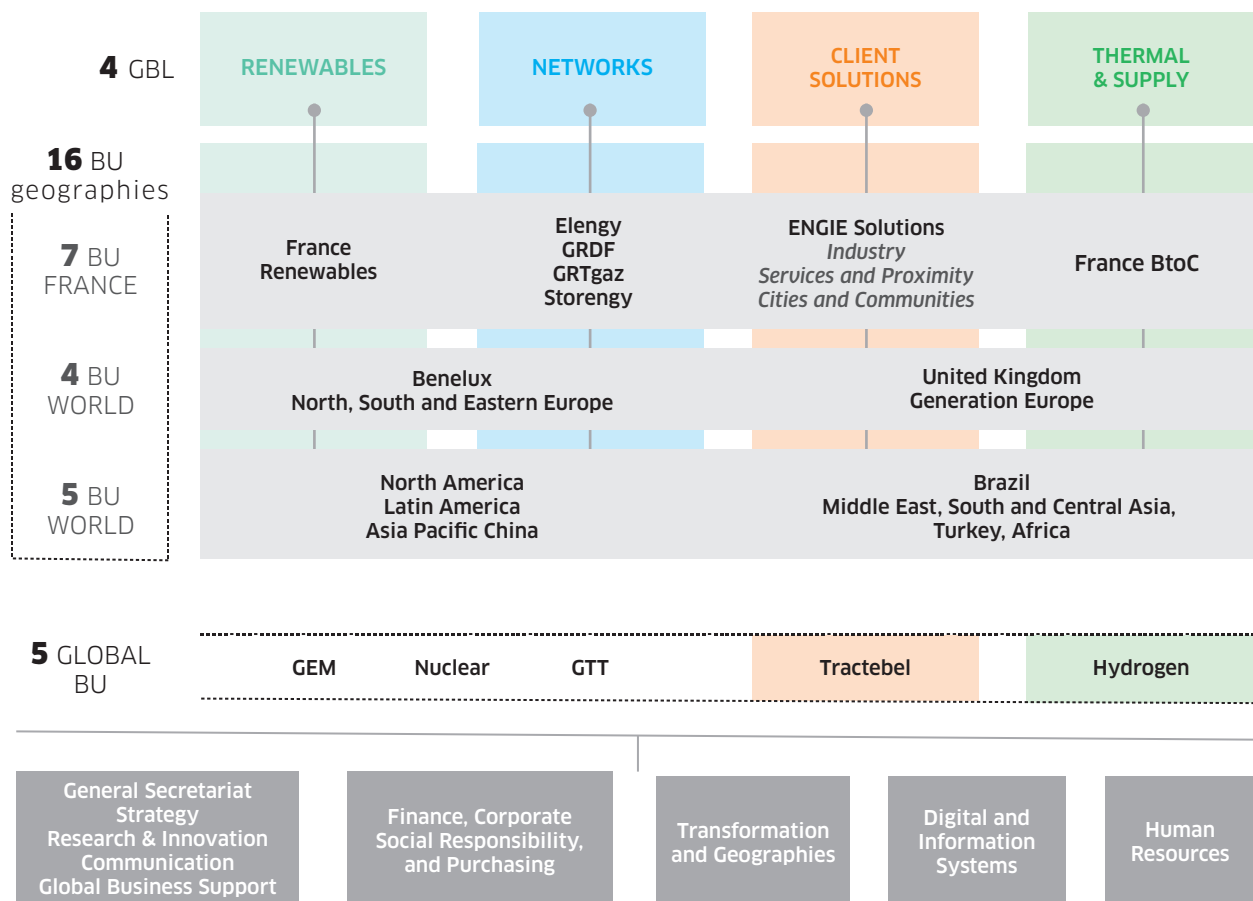 4 GBL
RENEWABLES
NETWORKS
CLIENT
SOLUTIONS
THERMAL
& SUPPLY
16 BU
geographies
7 BU
FRANCE
France
Renewables
Elengy
GRDF
GRTgaz
Storengy
ENGIE Solutions
Industry
Services and Proximity
Cities and Communities
France BtoC
4 BU
WORLD
Benelux
North, South and Eastern Europe
United Kingdom
Generation Europe
5 BU
WORLD
North America
Latin America
Asia Pacific China
Brazil
Middle East, South and Central Asia,
Turkey, Africa
5 GLOBAL
BU
GEM
Nuclear
GTT
Tractebel
Hydrogen
General Secretariat
Strategy
Research & Innovation
Communication
Global Business Support
Finance, Corporate
Social Responsibility,
and Purchasing
Transformation
and Geographies
Digital and
Information
Systems
Human
Resources